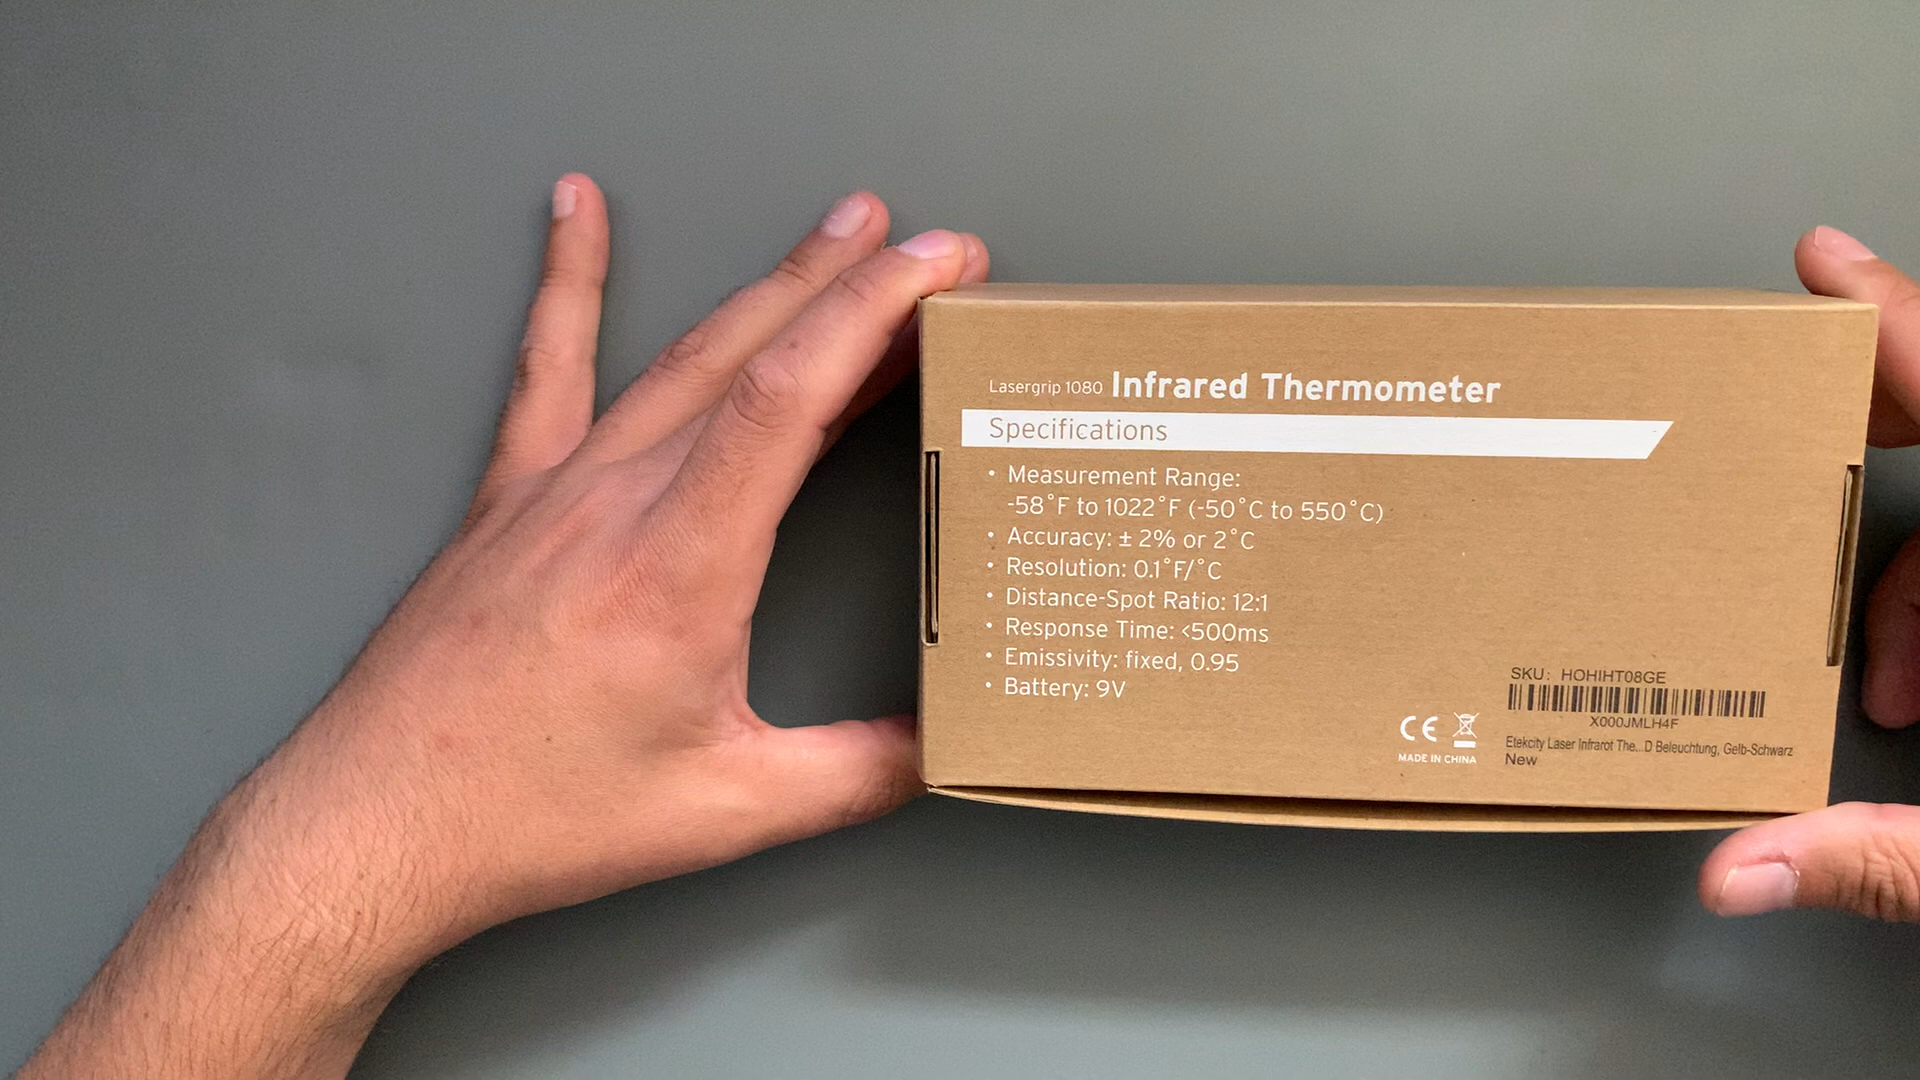 Lasergrip 1080 Infrared Thermometer
Specifications
• Measurement Range:
-58˚F to 1022˚F (-50˚C to 550˚C)
• Accuracy: ± 2% or 2˚C
• Resolution: 0.1˚F/˚C
• Distance-Spot Ratio: 12:1
• Response Time: <500ms
• Emissivity: fixed, 0.95
• Battery: 9V
CE
MADE IN CHINA
SKU: HOHIHT08GE
X000JMLH4F
Etekcity Laser Infrarot The...D Beleuchtung, Gelb-Schwarz
New